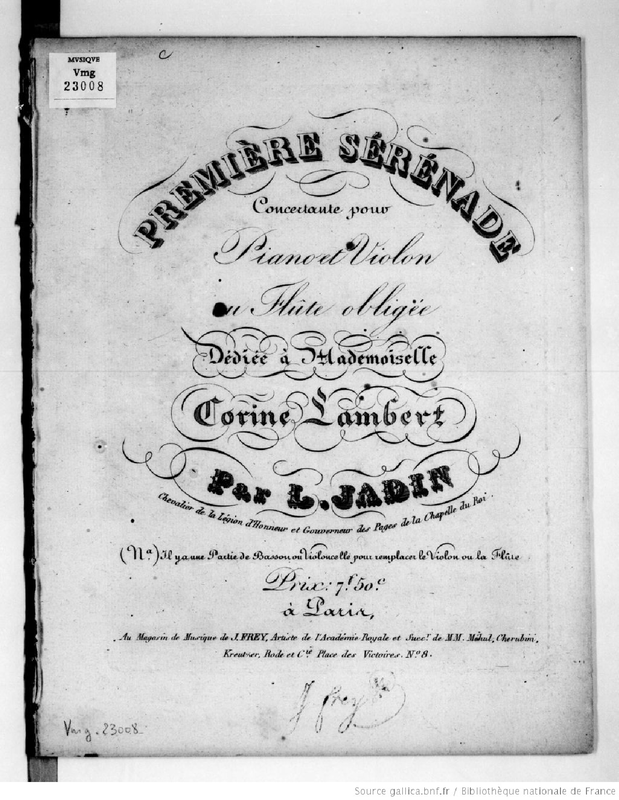 MVSIQVE
Vmg
23008
PREMIÈRE SÉRÉNADE
Concertante pour
Piano et Violon
ou Flûte obligée
Dédiée à Mademoiselle
Corine Lambert
Par L. JADIN
Chevalier de la Légion d'Honneur et Gouverneur des Pages de la Chapelle du Roi.
(Nª) Il y a une Partie de Basson ou Violoncelle pour remplacer le Violon ou la Flûte
Prix: 7f 50c
à Paris,
Au Magasin de Musique de J. FREY, Artiste de l'Académie Royale et Succr. de M.M. Méhul, Cherubini,
Kreutzer, Rode et Cie Place des Victoires. No 8.
J frey
Vmg. 23008
Source gallica.bnf.fr / Bibliothèque nationale de France